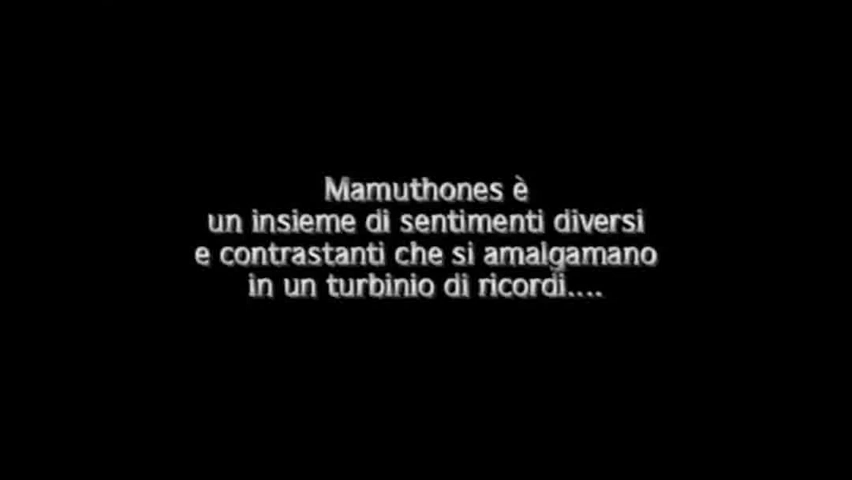 Mamuthones è
un insieme di sentimenti diversi
e contrastanti che si amalgamano
in un turbinio di ricordi....